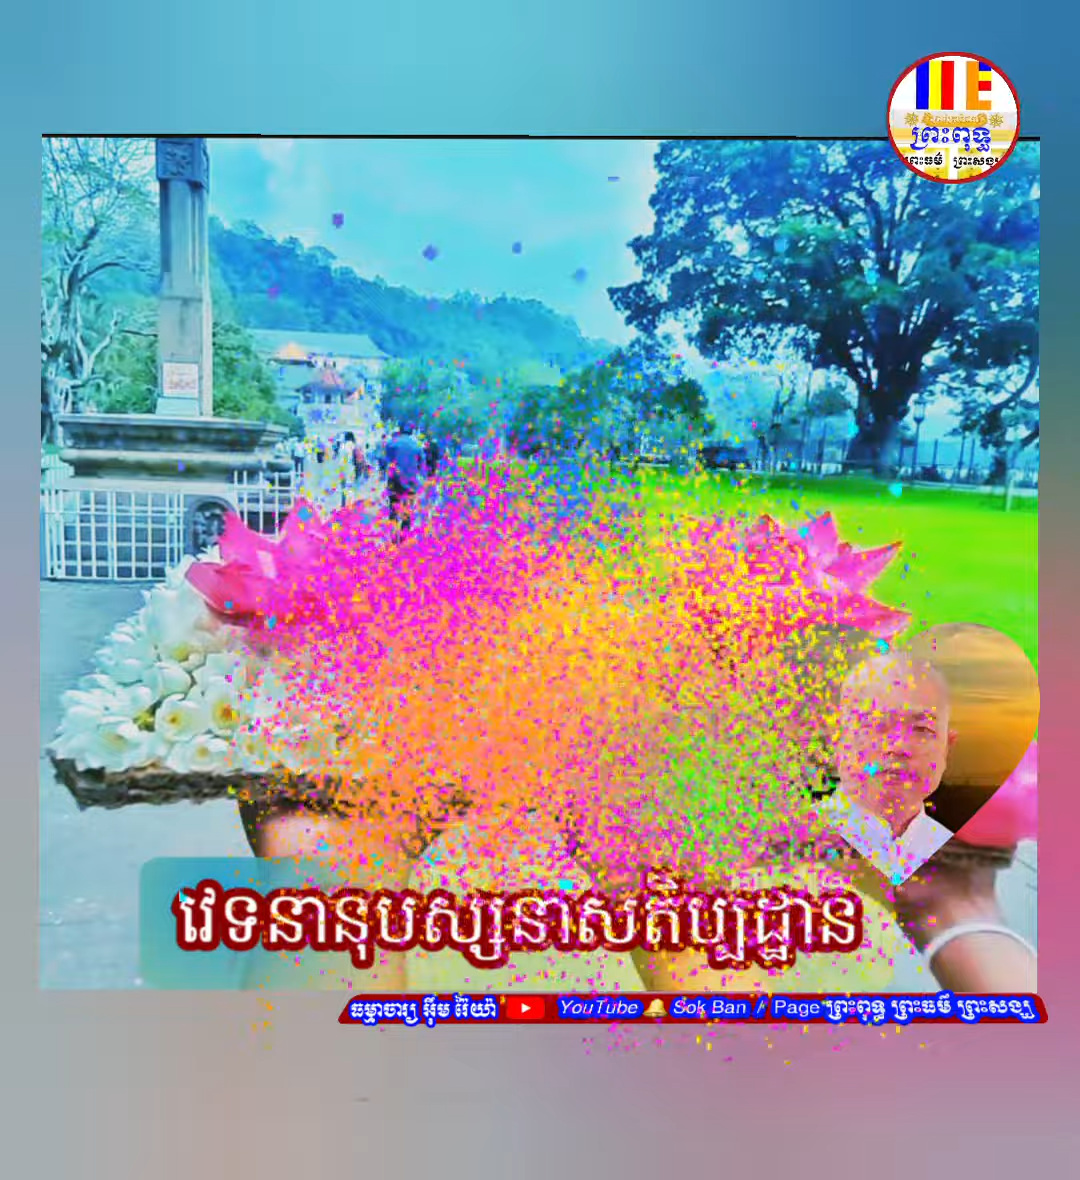 ព្រះពុទ្ធ
ព្រះធម៌ ព្រះសង្ឃ
វេទនានុបស្សនាសតិប្បដ្ឋាន
ធម្មាចារ្យ អ៊ឹម រ៉ៃយ៉ា YouTube Sok Ban / Page ព្រះពុទ្ធ ព្រះធម៌ ព្រះសង្ឃ